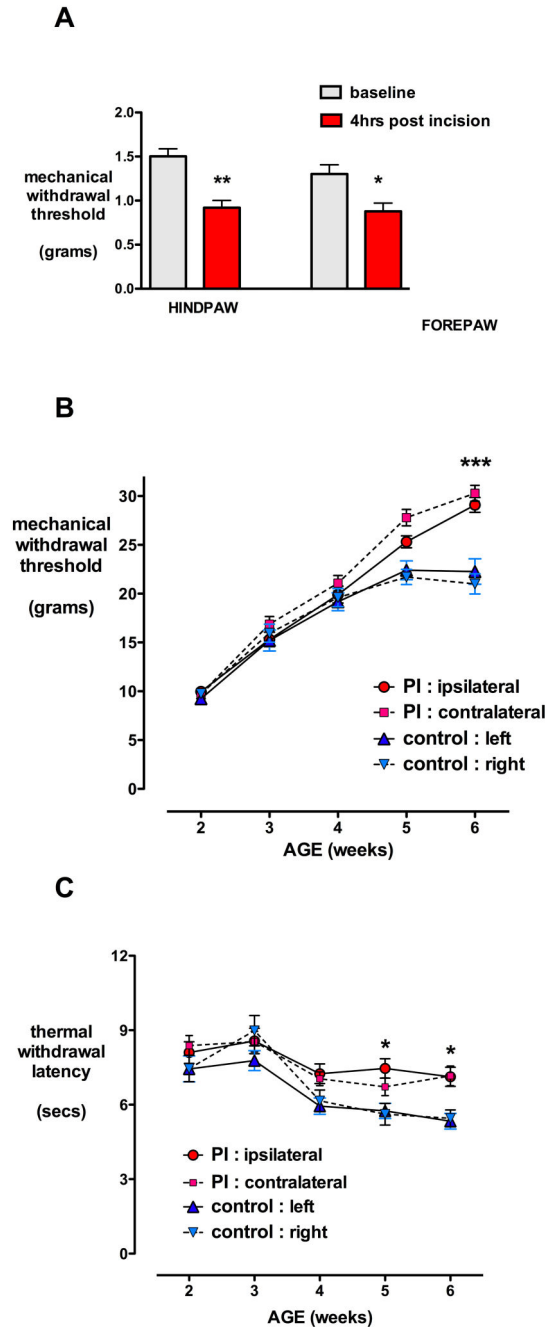 A
baseline
4hrs post incision
2.0
1.5
1.0
0.5
0.0
mechanical
withdrawal
threshold
(grams)
**
*
HINDPAW
FOREPAW
B
***
30
25
20
15
10
5
0
mechanical
withdrawal
threshold
(grams)
PI : ipsilateral
PI : contralateral
control : left
control : right
2 3 4 5 6
AGE (weeks)
C
12
9
6
3
0
thermal
withdrawal
latency
(secs)
* *
PI : ipsilateral
PI : contralateral
control : left
control : right
2 3 4 5 6
AGE (weeks)